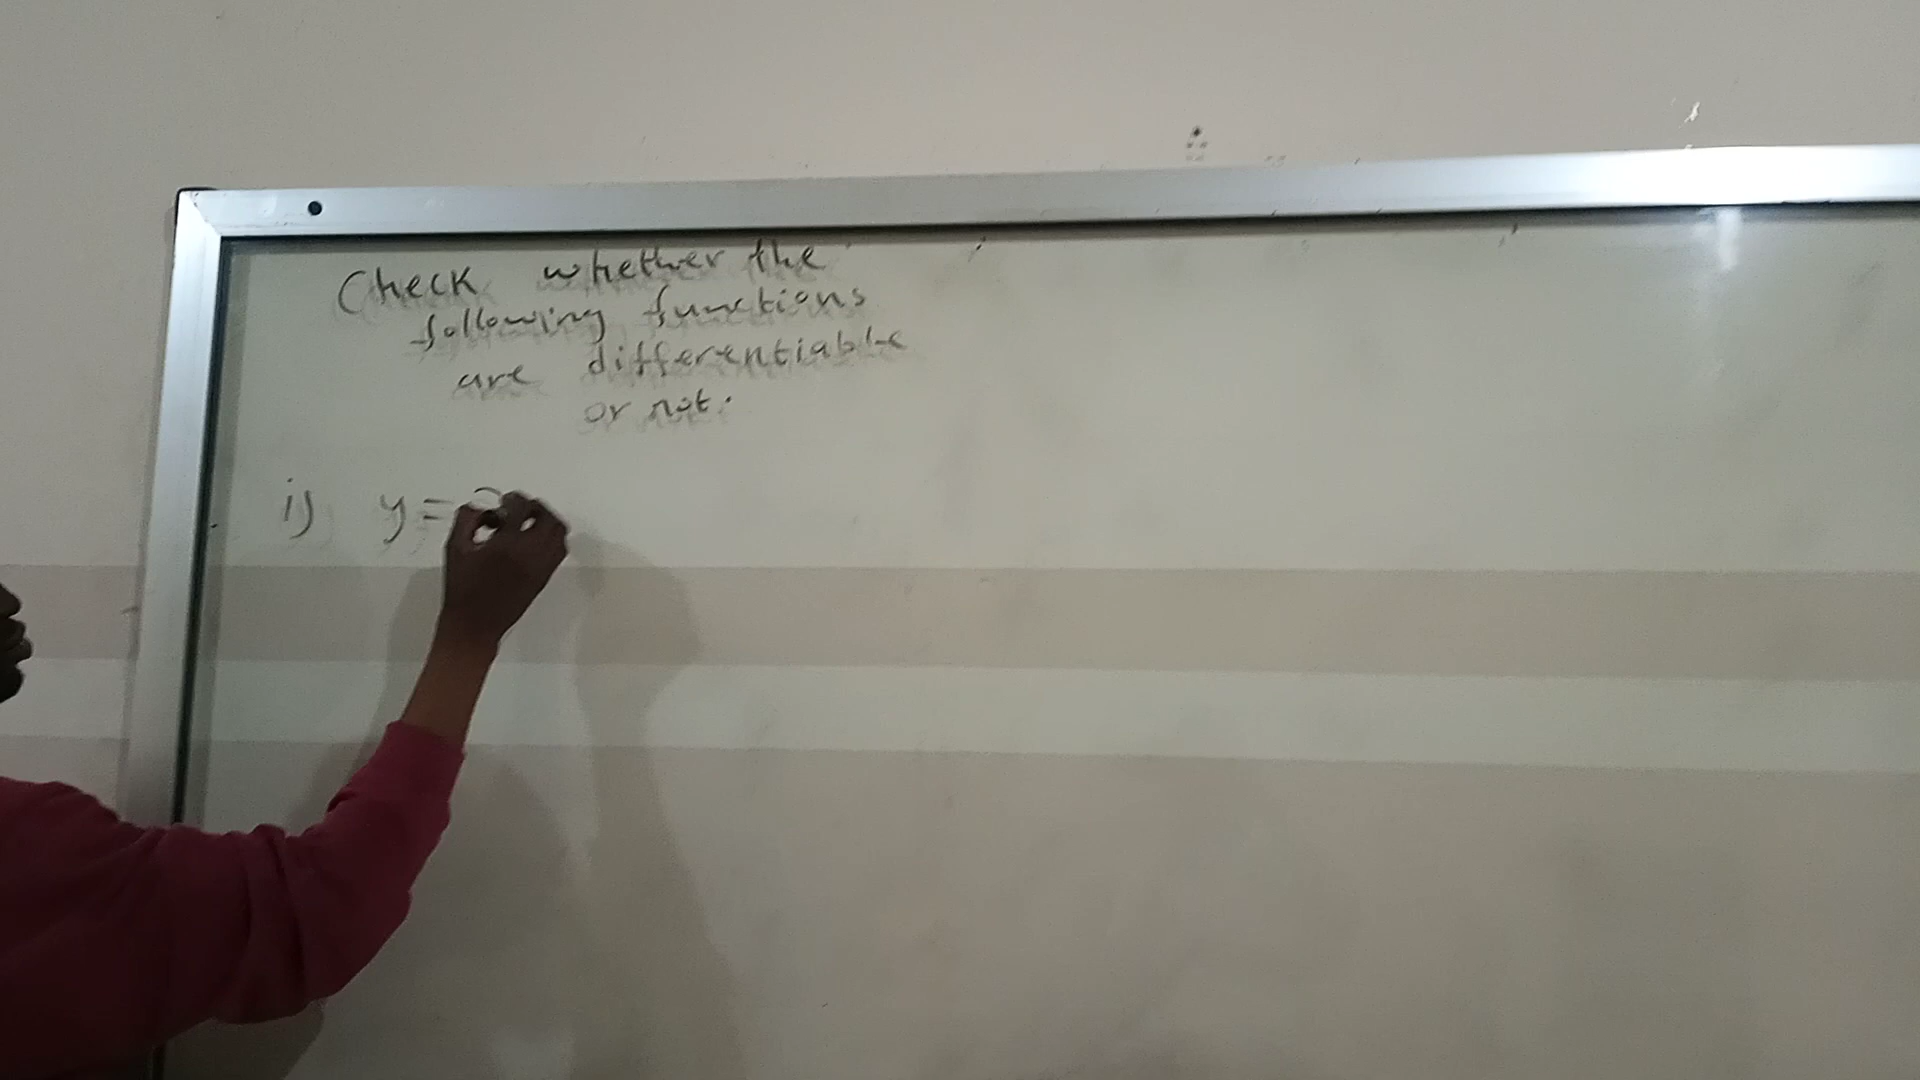 Check whether the
following functions
are differentiable
or not.
i) y =